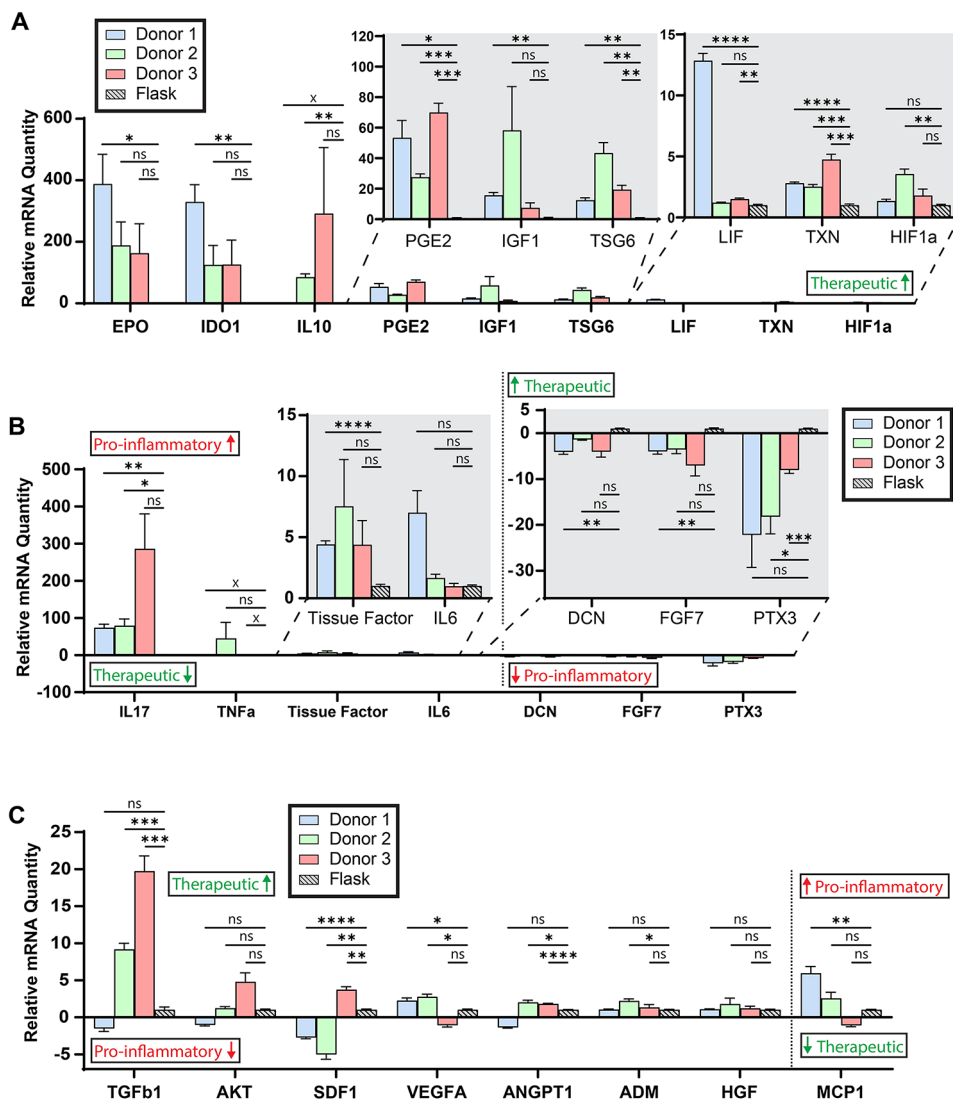 A
Donor 1
Donor 2
Donor 3
Flask
Relative mRNA Quantity
600
400
200
0
* ns ns
** ns ns
x ** ns
EPO IDO1 IL10 PGE2 IGF1 TSG6 LIF TXN HIF1a
120
100
80
60
40
20
0
* *** ***
** ns ns
** ** **
PGE2 IGF1 TSG6
15
10
5
0
**** ns **
**** *** ***
ns ** ns
LIF TXN HIF1a
Therapeutic ↑
B
Pro-inflammatory ↑
Relative mRNA Quantity
500
400
300
200
100
0
-100
** * ns
x ns x
Therapeutic ↓
IL17 TNFa Tissue Factor IL6 DCN FGF7 PTX3
15
10
5
0
**** ns ns
ns ns ns
Tissue Factor IL6
↑ Therapeutic
5
0
-10
-20
-30
ns ns **
ns ns **
*** * ns
DCN FGF7 PTX3
↓ Pro-inflammatory
Donor 1
Donor 2
Donor 3
Flask
C
Donor 1
Donor 2
Donor 3
Flask
Relative mRNA Quantity
25
20
15
10
5
0
-5
ns *** ***
Therapeutic ↑
ns ns ns
**** ** **
* * ns
ns * ****
ns * ns
ns ns ns
** ns ns
↑ Pro-inflammatory
Pro-inflammatory ↓
↓ Therapeutic
TGFb1 AKT SDF1 VEGFA ANGPT1 ADM HGF MCP1